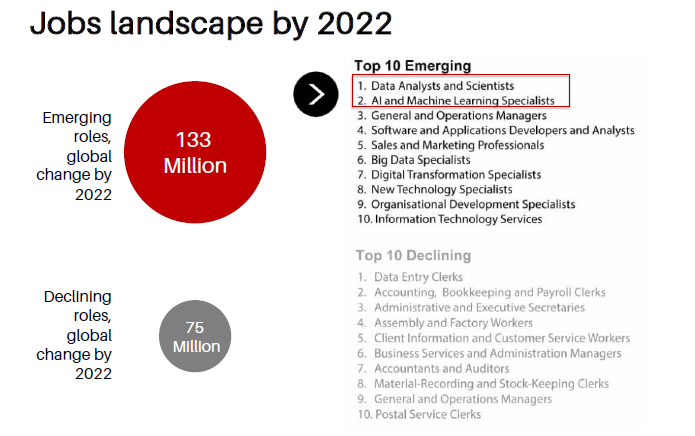 Jobs landscape by 2022
Emerging
roles,
global
change by
2022
133
Million
Top 10 Emerging
1. Data Analysts and Scientists
2. AI and Machine Learning Specialists
3. General and Operations Managers
4. Software and Applications Developers and Analysts
5. Sales and Marketing Professionals
6. Big Data Specialists
7. Digital Transformation Specialists
8. New Technology Specialists
9. Organisational Development Specialists
10. Information Technology Services
Declining
roles,
global
change by
2022
75
Million
Top 10 Declining
1. Data Entry Clerks
2. Accounting, Bookkeeping and Payroll Clerks
3. Administrative and Executive Secretaries
4. Assembly and Factory Workers
5. Client Information and Customer Service Workers
6. Business Services and Administration Managers
7. Accountants and Auditors
8. Material-Recording and Stock-Keeping Clerks
9. General and Operations Managers
10. Postal Service Clerks